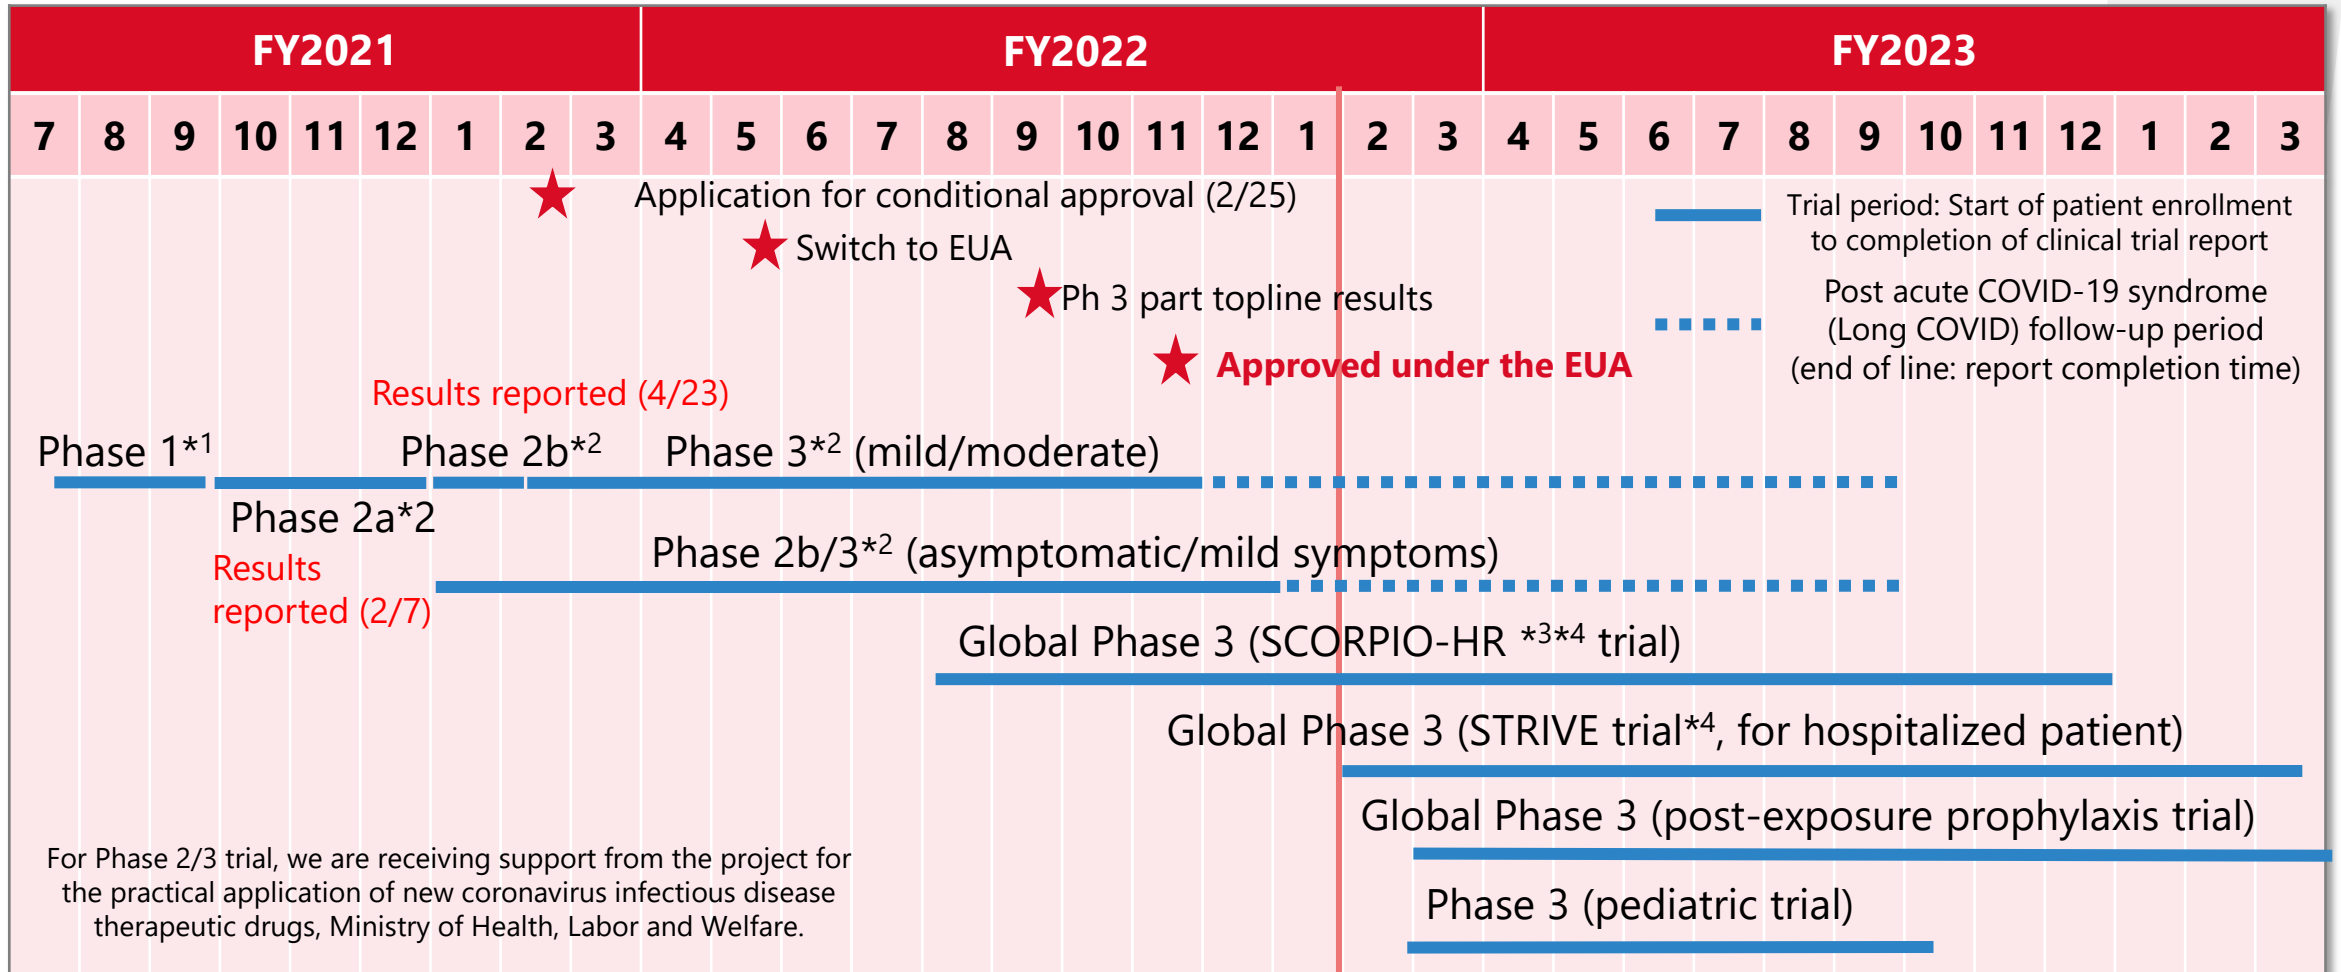 FY2021 FY2022 FY2023
7 8 9 10 11 12 1 2 3 4 5 6 7 8 9 10 11 12 1 2 3 4 5 6 7 8 9 10 11 12 1 2 3
Application for conditional approval (2/25)
Switch to EUA
Ph 3 part topline results
Approved under the EUA
Trial period: Start of patient enrollment
to completion of clinical trial report
Post acute COVID-19 syndrome
(Long COVID) follow-up period
(end of line: report completion time)
Results reported (4/23)
Phase 1*1 Phase 2b*2 Phase 3*2 (mild/moderate)
Phase 2a*2
Results
reported (2/7)
Phase 2b/3*2 (asymptomatic/mild symptoms)
Global Phase 3 (SCORPIO-HR *3*4 trial)
Global Phase 3 (STRIVE trial*4, for hospitalized patient)
Global Phase 3 (post-exposure prophylaxis trial)
Phase 3 (pediatric trial)
For Phase 2/3 trial, we are receiving support from the project for
the practical application of new coronavirus infectious disease
therapeutic drugs, Ministry of Health, Labor and Welfare.